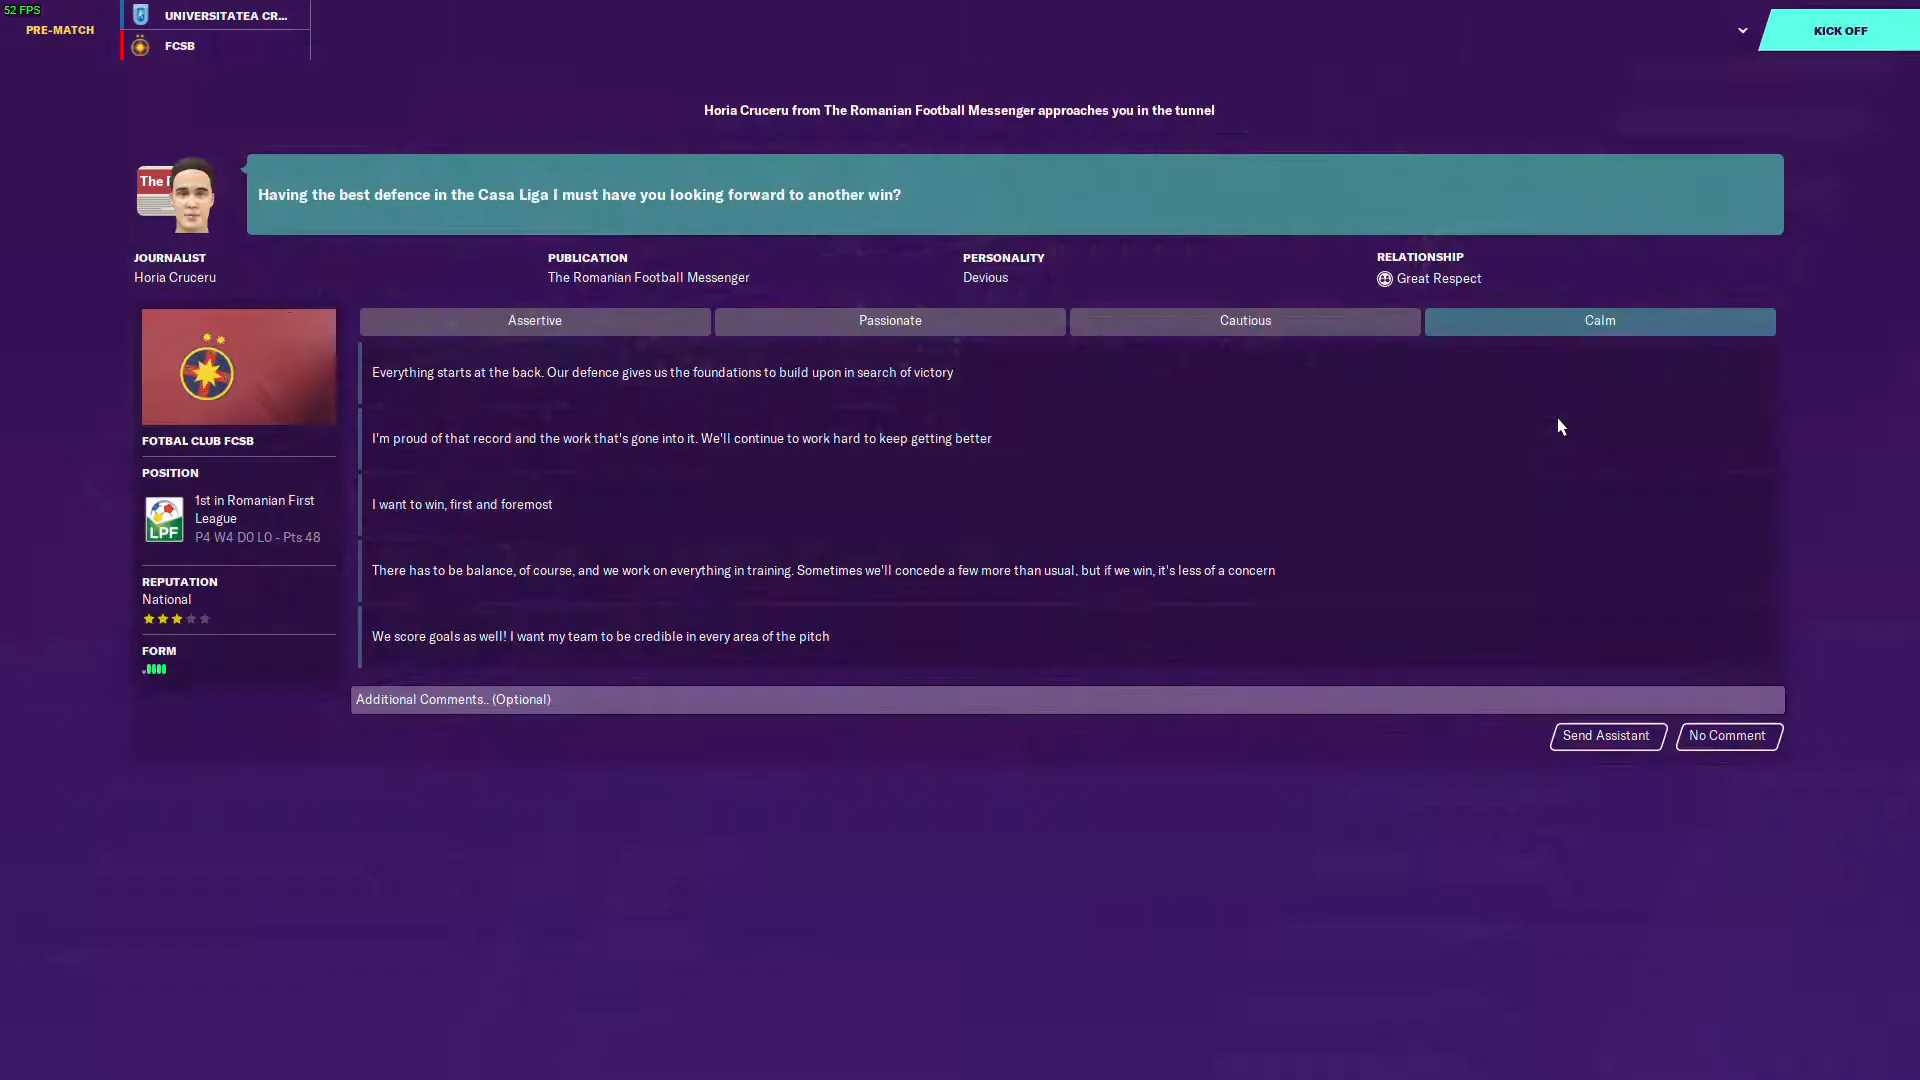 52 FPS
PRE-MATCH
UNIVERSITATEA CR...
FCSB
KICK OFF
Horia Cruceru from The Romanian Football Messenger approaches you in the tunnel
The
Having the best defence in the Casa Liga I must have you looking forward to another win?
JOURNALIST
Horia Cruceru
PUBLICATION
The Romanian Football Messenger
PERSONALITY
Devious
RELATIONSHIP
Great Respect
Assertive
Passionate
Cautious
Calm
Everything starts at the back. Our defence gives us the foundations to build upon in search of victory
I'm proud of that record and the work that's gone into it. We'll continue to work hard to keep getting better
I want to win, first and foremost
There has to be balance, of course, and we work on everything in training. Sometimes we'll concede a few more than usual, but if we win, it's less of a concern
We score goals as well! I want my team to be credible in every area of the pitch
FOTBAL CLUB FCSB
POSITION
LPF
1st in Romanian First
League
P4 W4 D0 L0 - Pts 48
REPUTATION
National
FORM
Additional Comments.. (Optional)
Send Assistant
No Comment